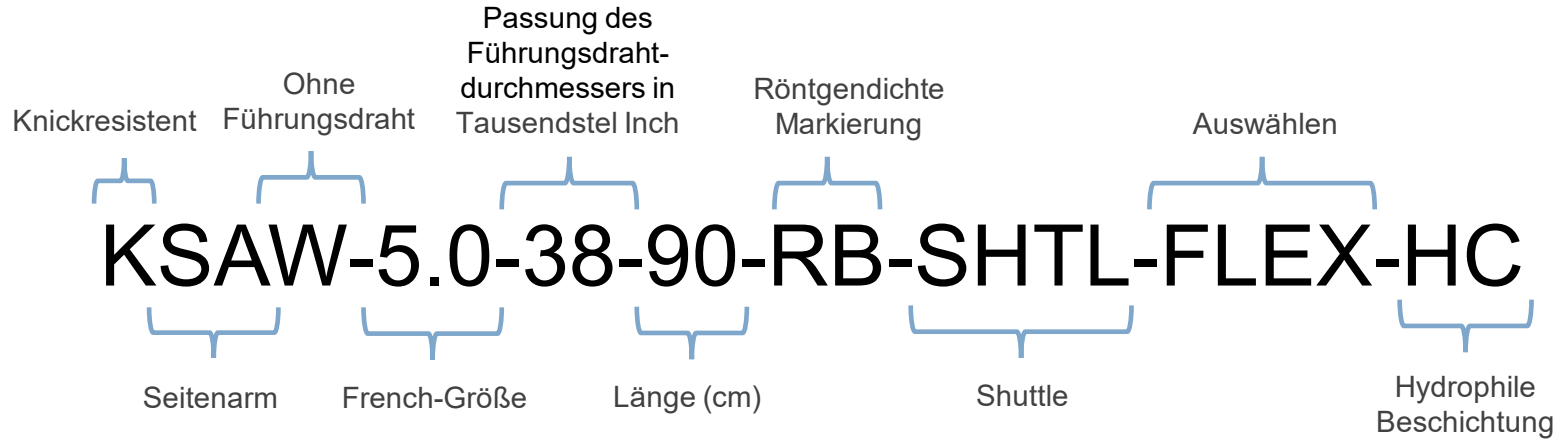 Passung des
Führungsdraht-
durchmessers in
Tausendstel Inch
Ohne
Führungsdraht
Knickresistent
Röntgendichte
Markierung
Auswählen
KSAW-5.0-38-90-RB-SHTL-FLEX-HC
Seitenarm
French-Größe
Länge (cm)
Shuttle
Hydrophile
Beschichtung